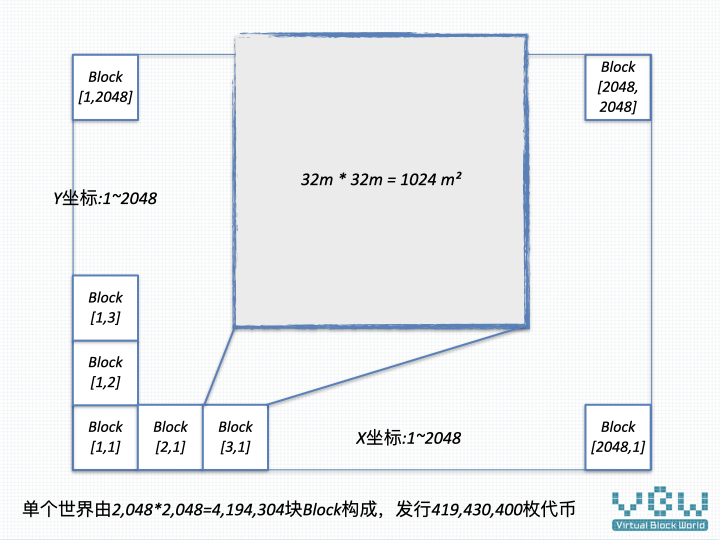 Block
[1,2048]
32m * 32m = 1024 m²
Block
[2048,
2048]
Y坐标:1~2048
Block
[1,3]
Block
[1,2]
Block
[1,1]
Block
[2,1]
Block
[3,1]
X坐标:1~2048
Block
[2048,1]
单个世界由2,048*2,048=4,194,304块Block构成，发行419,430,400枚代币
VBW
Virtual Block World